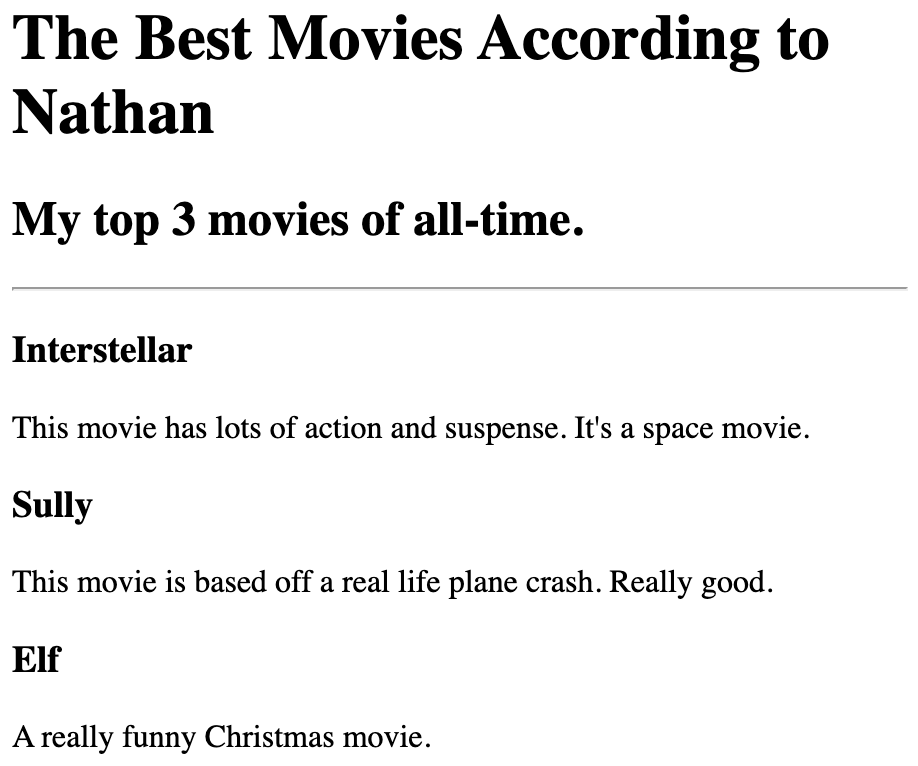 The Best Movies According to
Nathan
My top 3 movies of all-time.
Interstellar
This movie has lots of action and suspense. It's a space movie.
Sully
This movie is based off a real life plane crash. Really good.
Elf
A really funny Christmas movie.